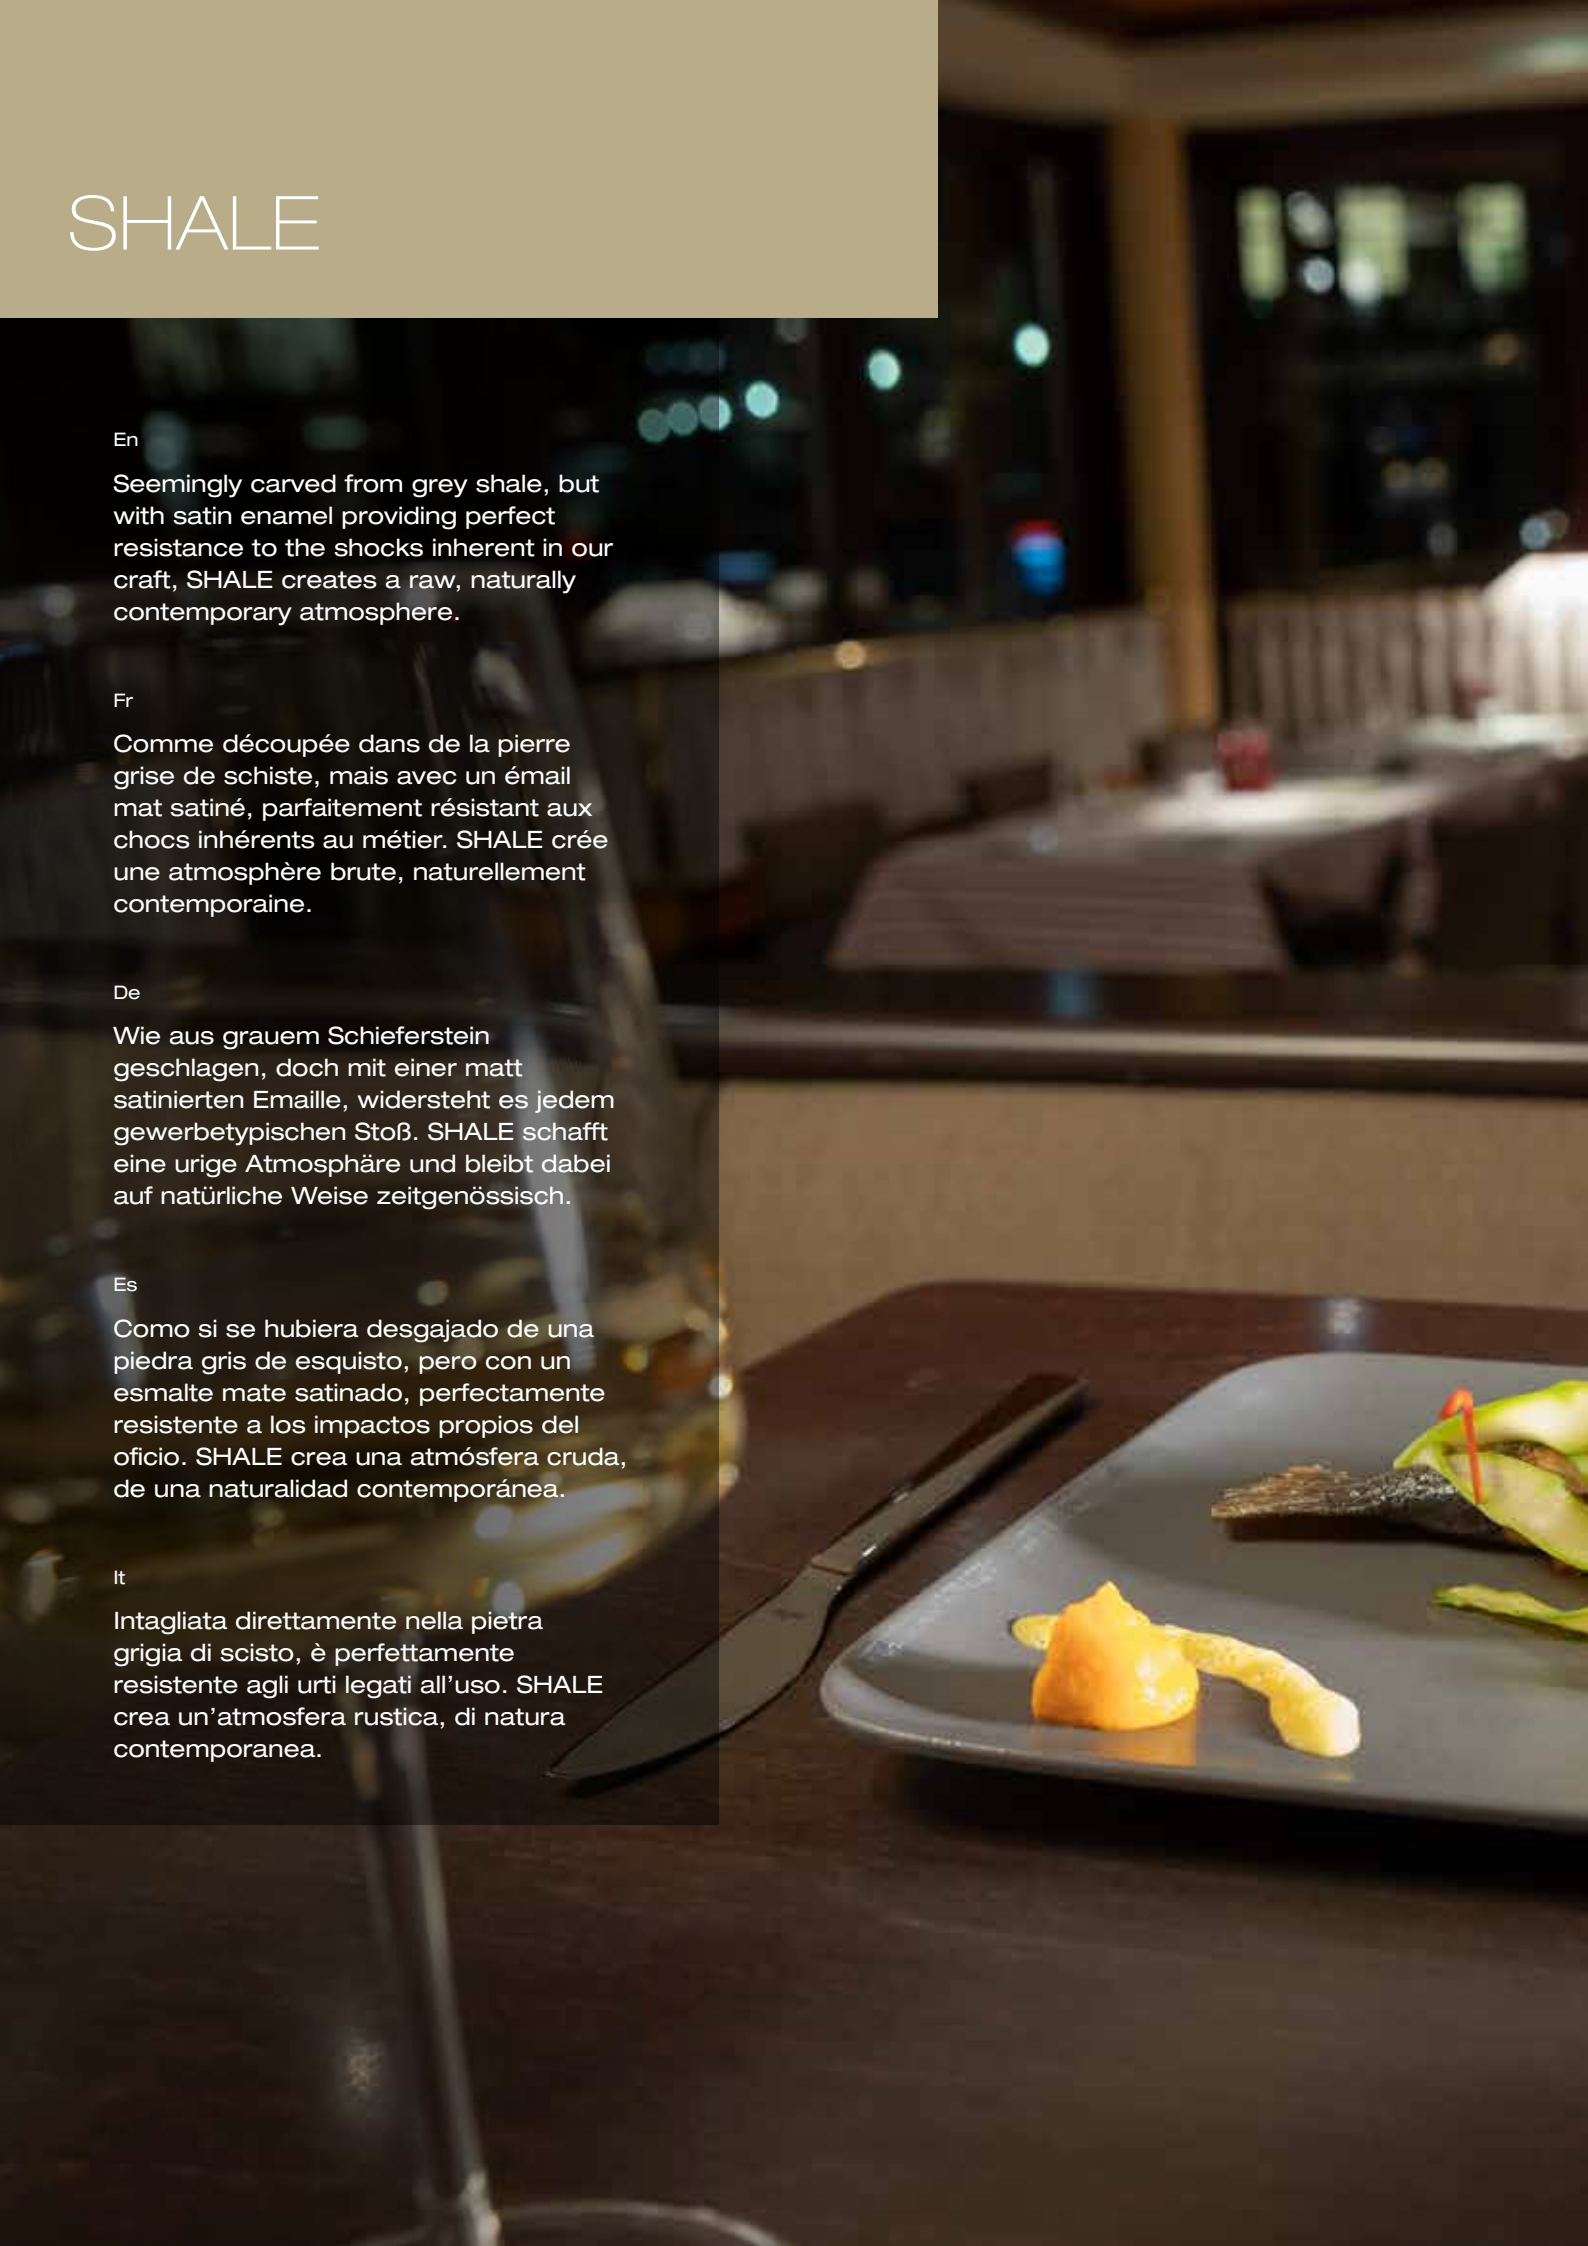 SHALE
En
Seemingly carved from grey shale, but
with satin enamel providing perfect
resistance to the shocks inherent in our
craft, SHALE creates a raw, naturally
contemporary atmosphere.
Fr
Comme découpée dans de la pierre
grise de schiste, mais avec un émail
mat satiné, parfaitement résistant aux
chocs inhérents au métier. SHALE crée
une atmosphère brute, naturellement
contemporaine.
De
Wie aus grauem Schieferstein
geschlagen, doch mit einer matt
satinierten Emaille, widersteht es jedem
gewerbetypischen Stoß. SHALE schafft
eine urige Atmosphäre und bleibt dabei
auf natürliche Weise zeitgenössisch.
Es
Como si se hubiera desgajado de una
piedra gris de esquisto, pero con un
esmalte mate satinado, perfectamente
resistente a los impactos propios del
oficio. SHALE crea una atmósfera cruda,
de una naturalidad contemporánea.
It
Intagliata direttamente nella pietra
grigia di scisto, è perfettamente
resistente agli urti legati all’uso. SHALE
crea un’atmosfera rustica, di natura
contemporanea.